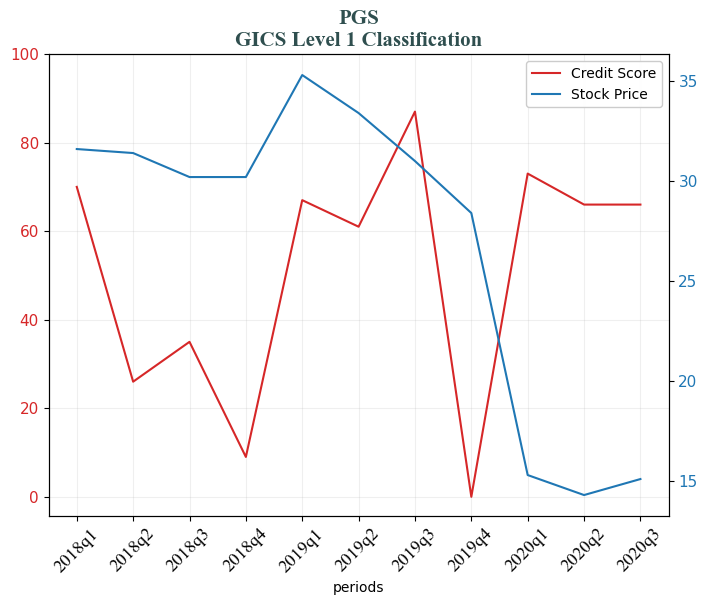 PGS
GICS Level 1 Classification
Credit Score
Stock Price
100
80
60
40
20
0
35
30
25
20
15
2018q1
2018q2
2018q3
2018q4
2019q1
2019q2
2019q3
2019q4
2020q1
2020q2
2020q3
periods